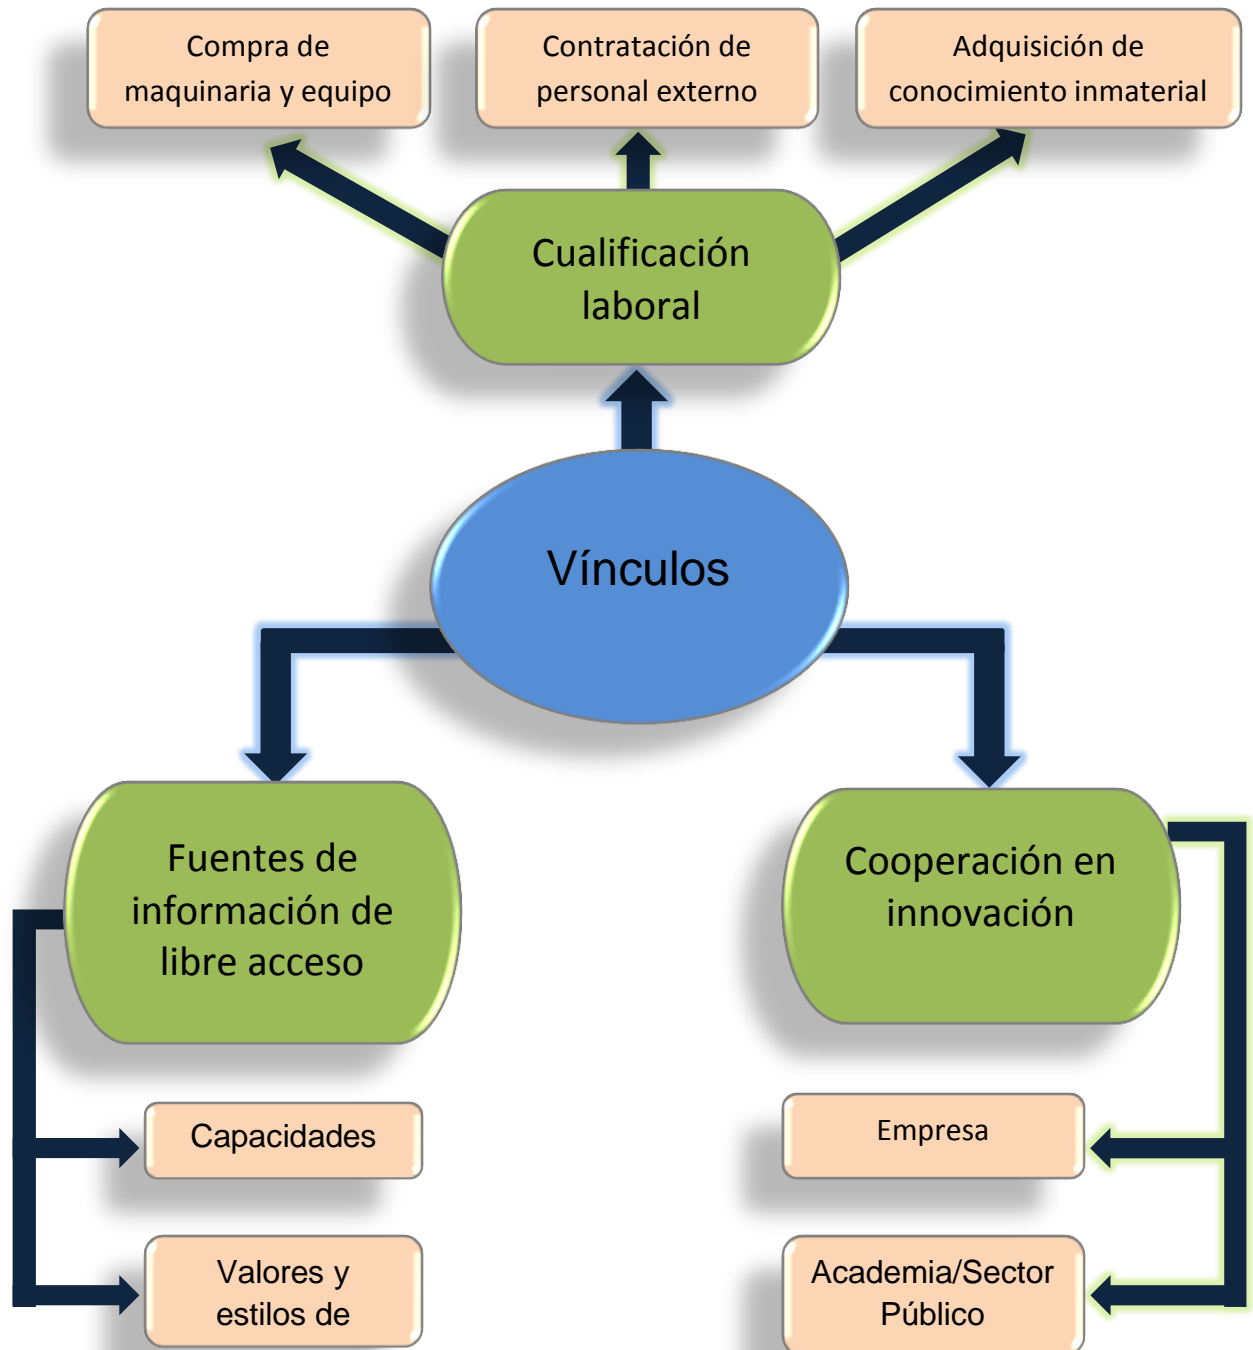 Compra de
maquinaria y equipo
Contratación de
personal externo
Adquisición de
conocimiento inmaterial
Cualificación
laboral
Vínculos
Fuentes de
información de
libre acceso
Cooperación en
innovación
Capacidades
Valores y
estilos de
Empresa
Academia/Sector
Público